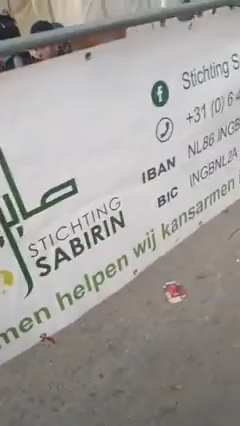 Stichting S
+31 (0) 6 4
IBAN NL86 INGB
BIC INGBNL2A
STICHTING
SABIRIN
men helpen wij kansarmen